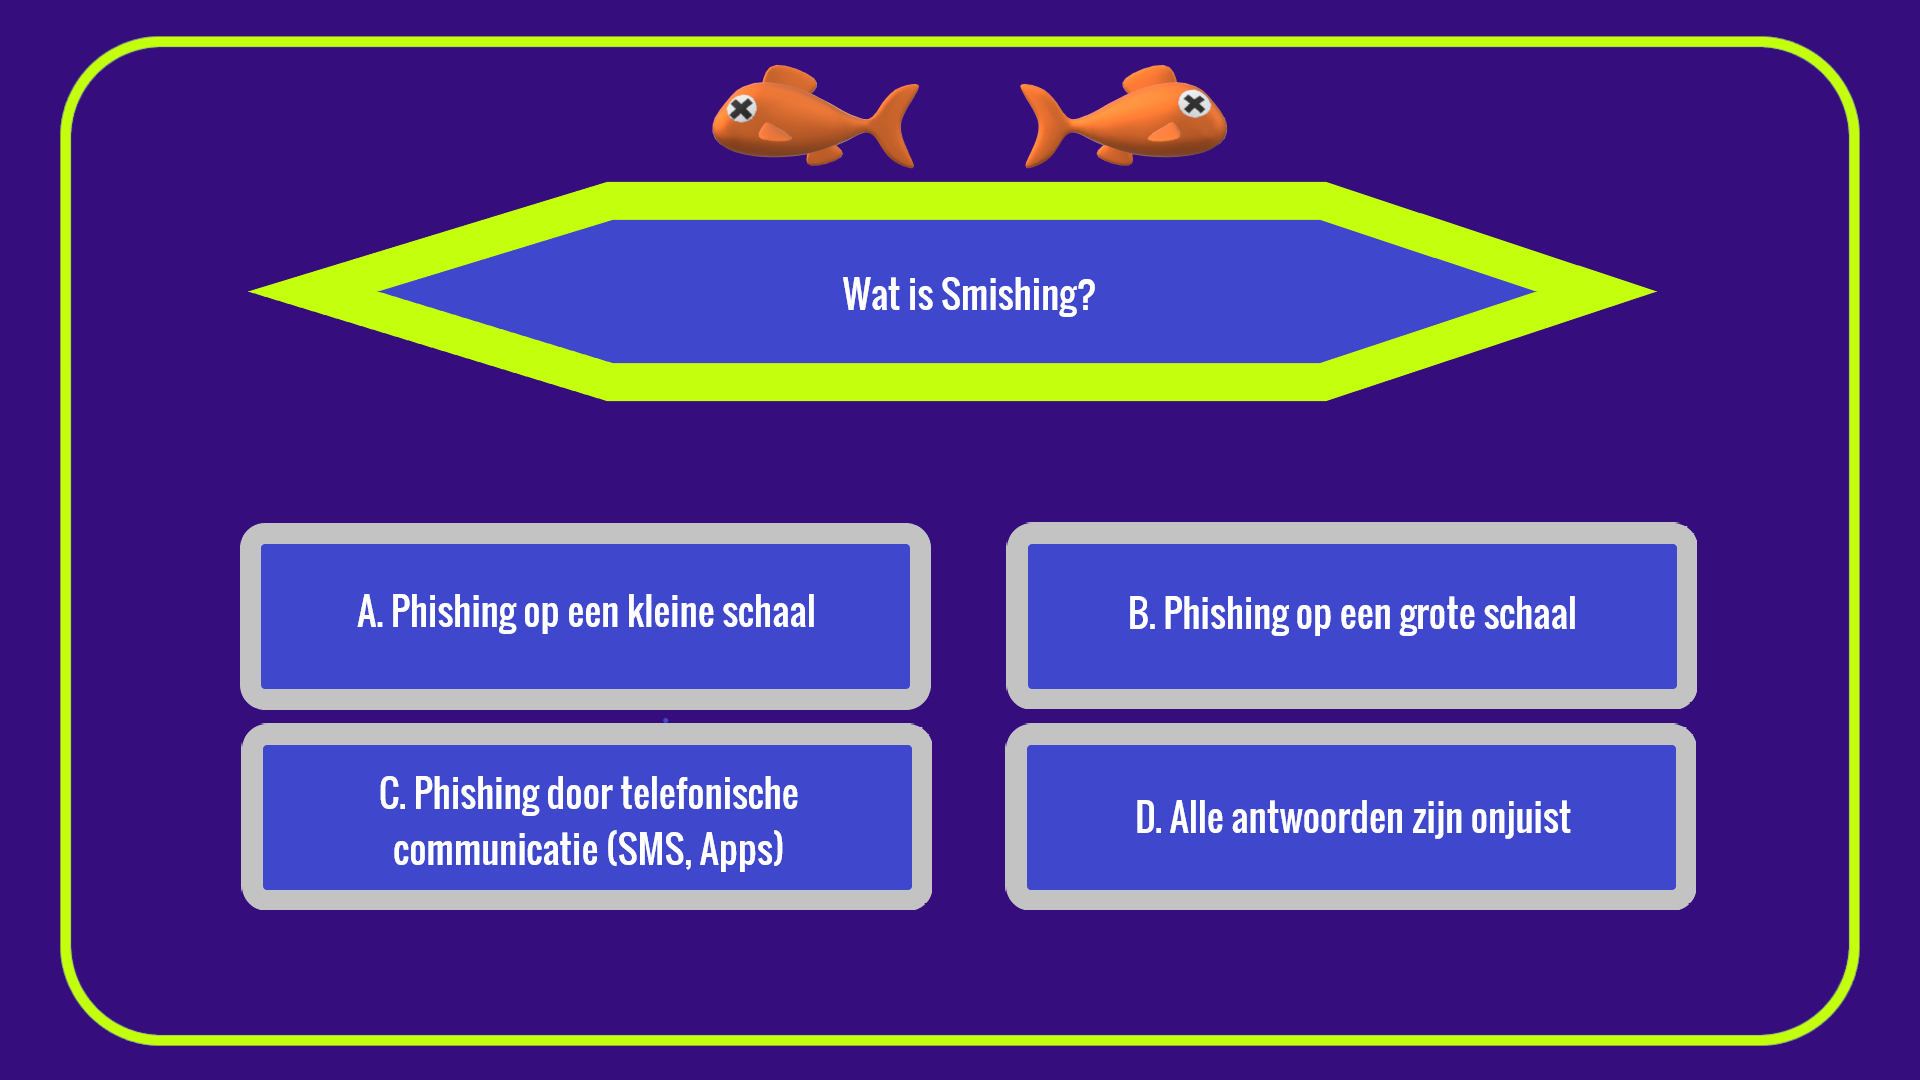 Wat is Smishing?
A. Phishing op een kleine schaal
B. Phishing op een grote schaal
C. Phishing door telefonische
communicatie (SMS, Apps)
D. Alle antwoorden zijn onjuist